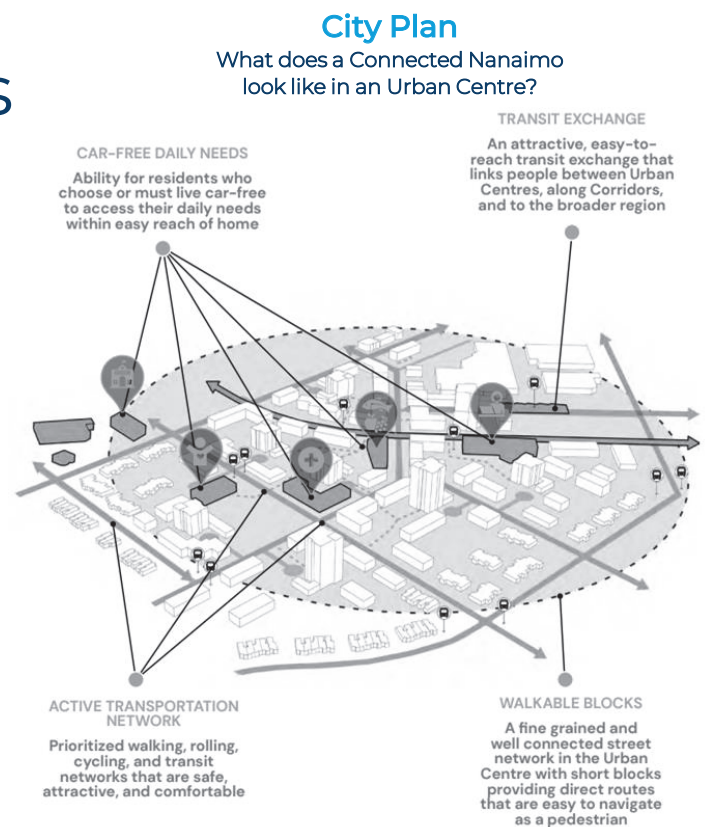 City Plan
What does a Connected Nanaimo
look like in an Urban Centre?
s
TRANSIT EXCHANGE
An attractive, easy-to-
reach transit exchange that
links people between Urban
Centres, along Corridors,
and to the broader region
CAR-FREE DAILY NEEDS
Ability for residents who
choose or must live car-free
to access their daily needs
within easy reach of home
ACTIVE TRANSPORTATION
NETWORK
Prioritized walking, rolling,
cycling, and transit
networks that are safe,
attractive, and comfortable
WALKABLE BLOCKS
A fine grained and
well connected street
network in the Urban
Centre with short blocks
providing direct routes
that are easy to navigate
as a pedestrian